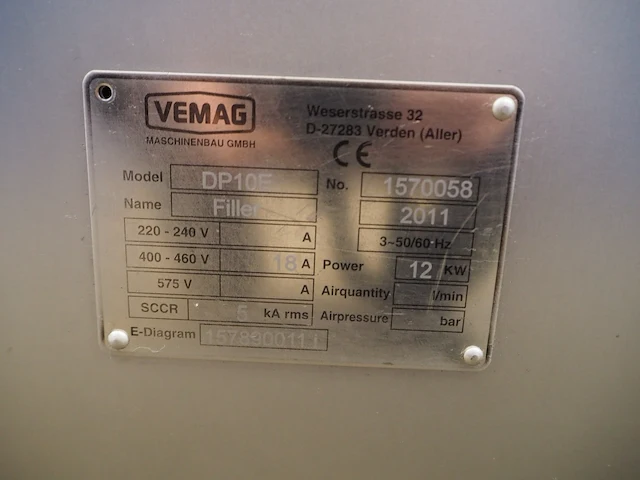 VEMAG
MASCHINENBAU GMBH
Weserstrasse 32
D-27283 Verden (Aller)
CE
Model DP10E No. 1570058
Name Filler 2011
220 - 240 V A 3~50/60 Hz
400 - 460 V 18 A Power 12 KW
575 V A Airquantity l/min
SCCR 5 kA rms Airpressure bar
E-Diagram